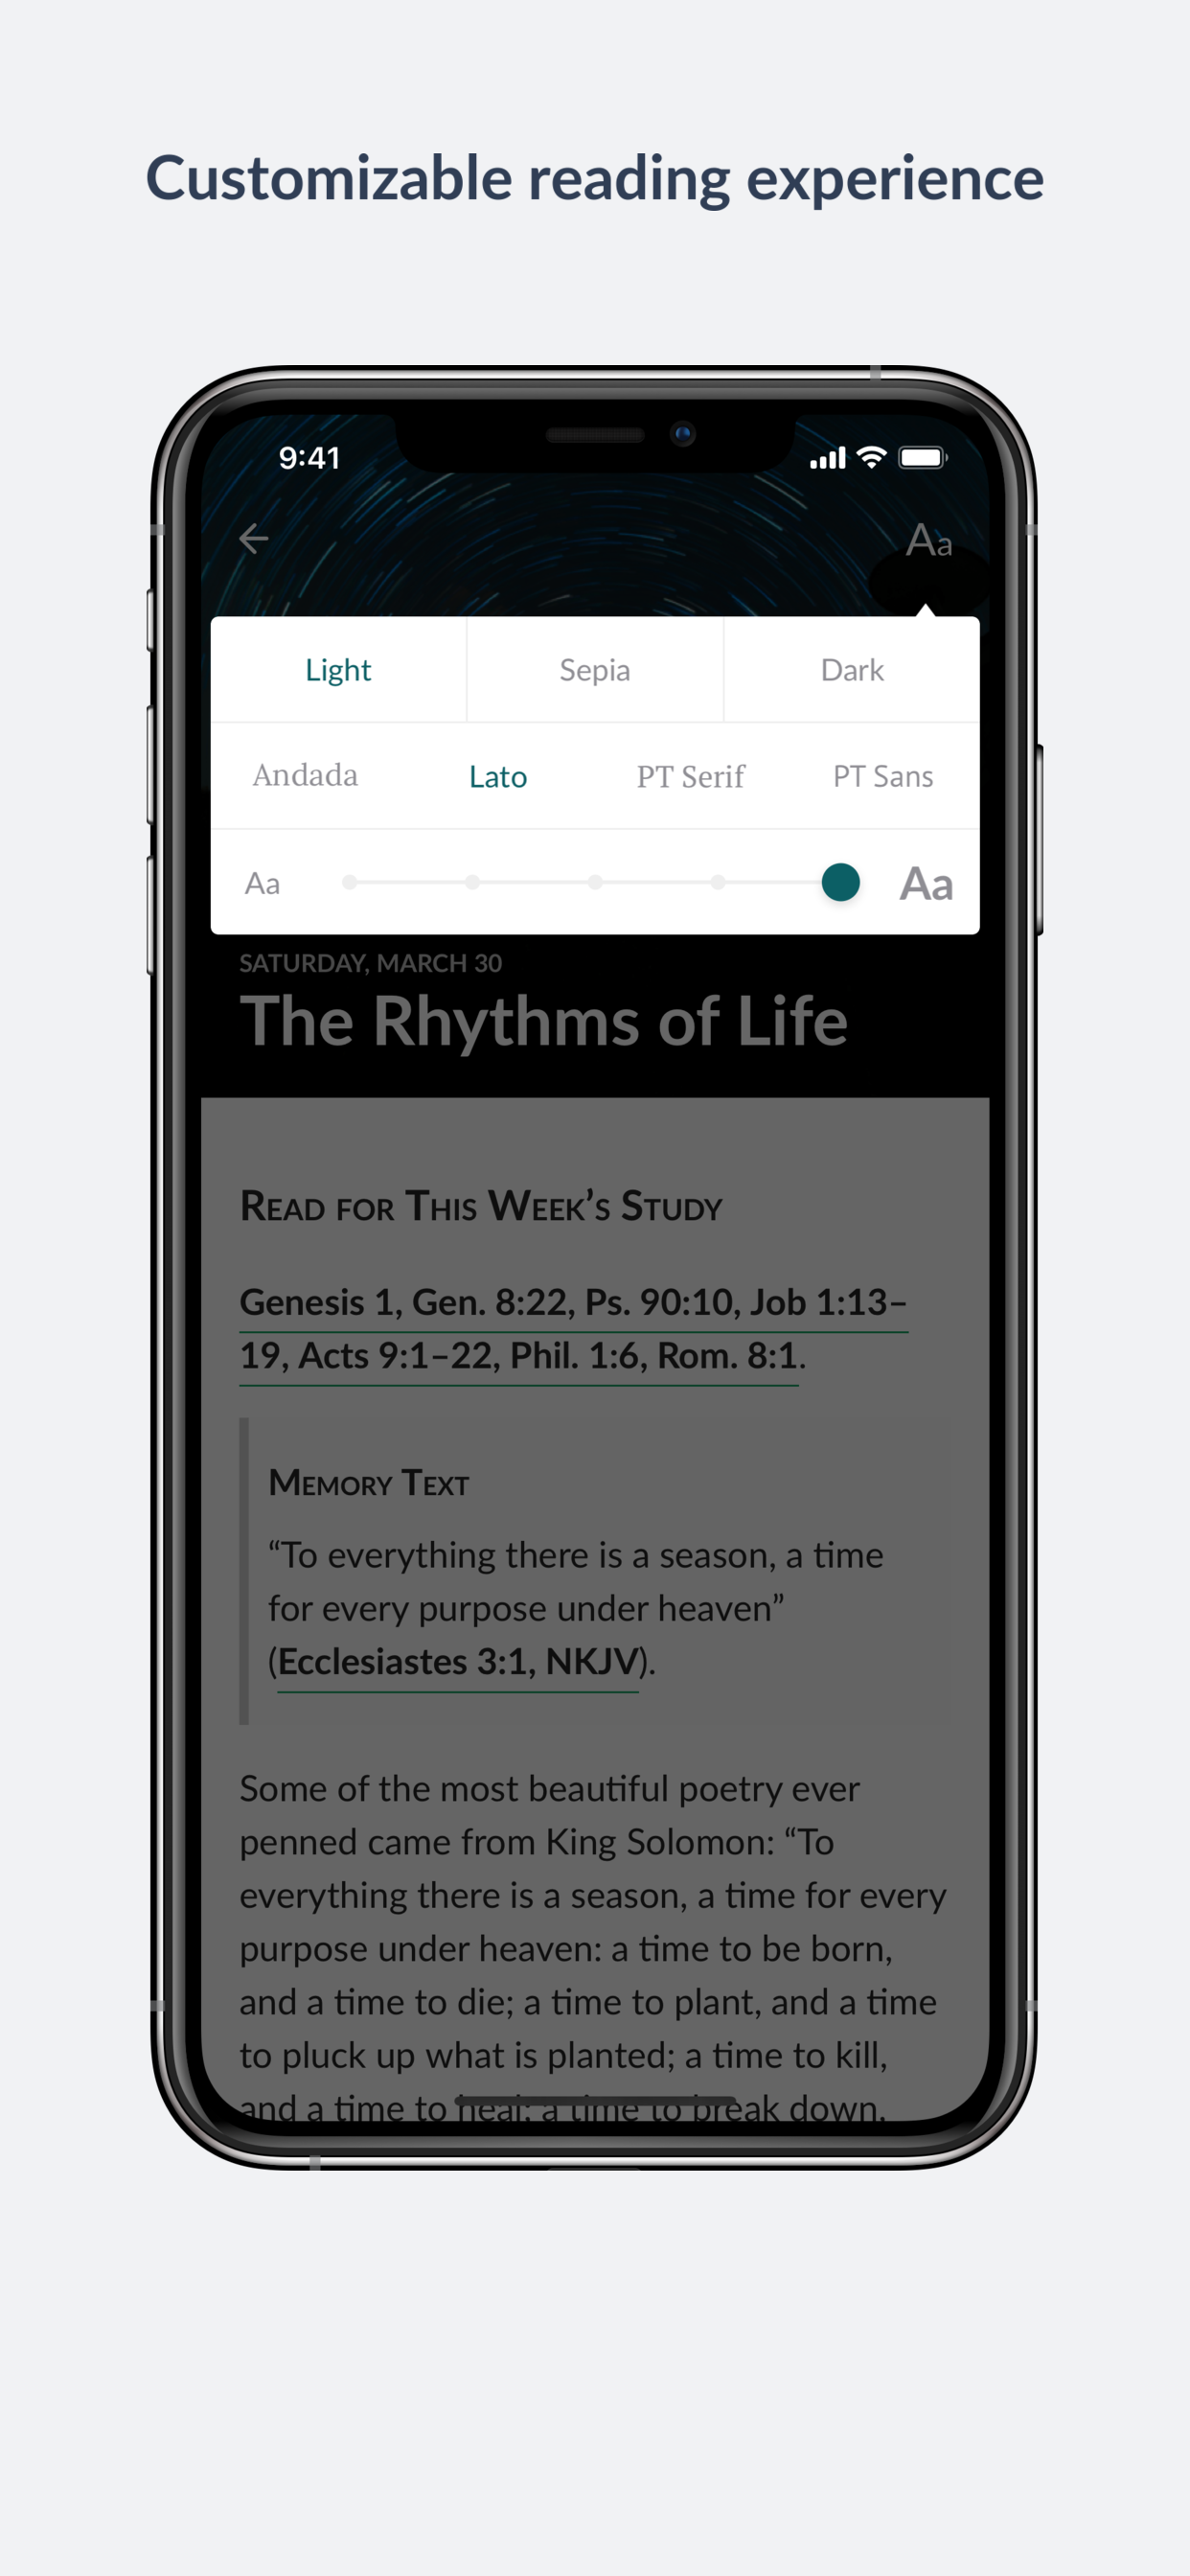 Customizable reading experience
9:41
Aa
Light Sepia Dark
Andada Lato PT Serif PT Sans
Aa Aa
SATURDAY, MARCH 30
The Rhythms of Life
READ FOR THIS WEEK’S STUDY
Genesis 1, Gen. 8:22, Ps. 90:10, Job 1:13–
19, Acts 9:1–22, Phil. 1:6, Rom. 8:1.
MEMORY TEXT
“To everything there is a season, a time
for every purpose under heaven”
(Ecclesiastes 3:1, NKJV).
Some of the most beautiful poetry ever
penned came from King Solomon: “To
everything there is a season, a time for every
purpose under heaven: a time to be born,
and a time to die; a time to plant, and a time
to pluck up what is planted; a time to kill,
and a time to heal; a time to break down,